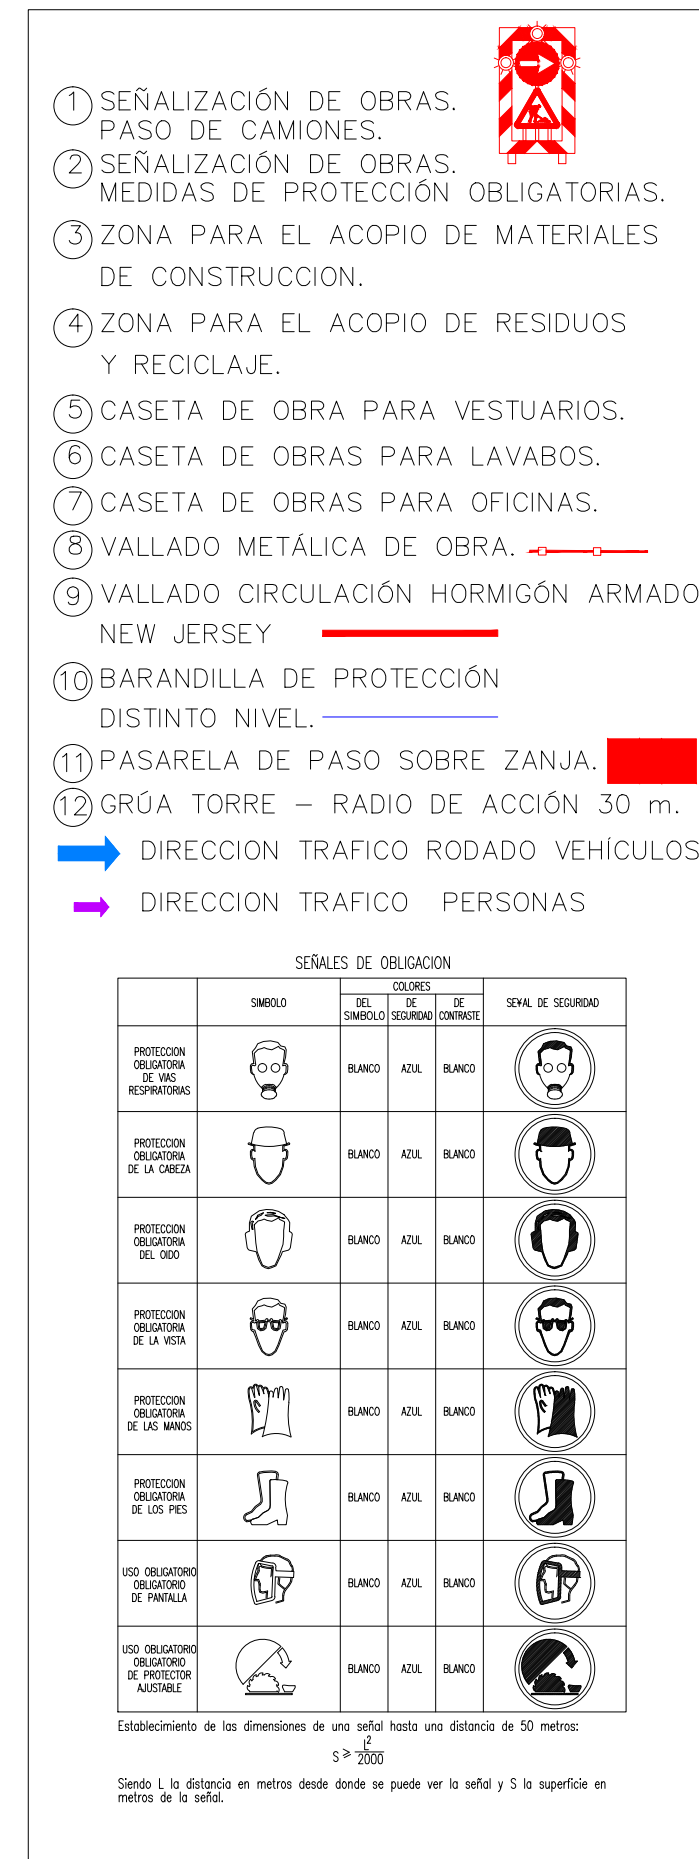 1 SEÑALIZACIÓN DE OBRAS.
PASO DE CAMIONES.
2 SEÑALIZACIÓN DE OBRAS.
MEDIDAS DE PROTECCIÓN OBLIGATORIAS.
3 ZONA PARA EL ACOPIO DE MATERIALES
DE CONSTRUCCION.
4 ZONA PARA EL ACOPIO DE RESIDUOS
Y RECICLAJE.
5 CASETA DE OBRA PARA VESTUARIOS.
6 CASETA DE OBRAS PARA LAVABOS.
7 CASETA DE OBRAS PARA OFICINAS.
8 VALLADO METÁLICA DE OBRA.
9 VALLADO CIRCULACIÓN HORMIGÓN ARMADO
NEW JERSEY
10 BARANDILLA DE PROTECCIÓN
DISTINTO NIVEL.
11 PASARELA DE PASO SOBRE ZANJA.
12 GRÚA TORRE – RADIO DE ACCIÓN 30 m.
DIRECCION TRAFICO RODADO VEHÍCULOS
DIRECCION TRAFICO PERSONAS
SEÑALES DE OBLIGACION
SIMBOLO
COLORES
DEL
SIMBOLO
DE
SEGURIDAD
DE
CONTRASTE
SE¥AL DE SEGURIDAD
PROTECCION
OBLIGATORIA
DE VIAS
RESPIRATORIAS
BLANCO AZUL BLANCO
PROTECCION
OBLIGATORIA
DE LA CABEZA
BLANCO AZUL BLANCO
PROTECCION
OBLIGATORIA
DEL OIDO
BLANCO AZUL BLANCO
PROTECCION
OBLIGATORIA
DE LA VISTA
BLANCO AZUL BLANCO
PROTECCION
OBLIGATORIA
DE LAS MANOS
BLANCO AZUL BLANCO
PROTECCION
OBLIGATORIA
DE LOS PIES
BLANCO AZUL BLANCO
USO OBLIGATORIO
OBLIGATORIO
DE PANTALLA
BLANCO AZUL BLANCO
USO OBLIGATORIO
OBLIGATORIO
DE PROTECTOR
AJUSTABLE
BLANCO AZUL BLANCO
Establecimiento de las dimensiones de una señal hasta una distancia de 50 metros:
S ≥ L²/2000
Siendo L la distancia en metros desde donde se puede ver la señal y S la superficie en
metros de la señal.